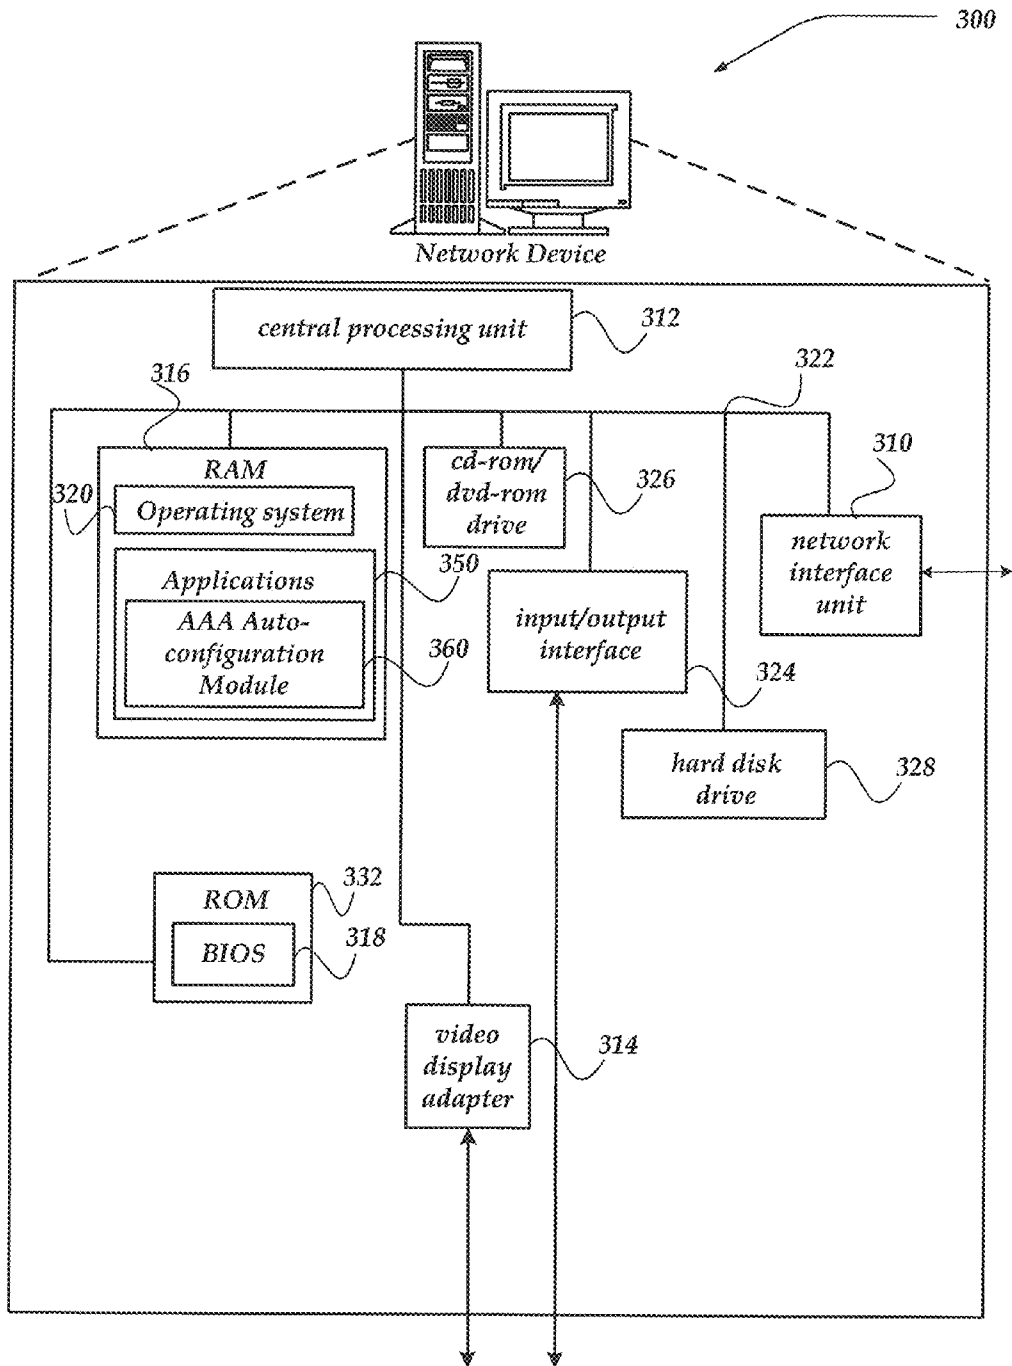 300
Network Device
central processing unit
312
316
322
RAM
cd-rom/
dvd-rom
drive
326
310
320
Operating system
network
interface
unit
350
Applications
AAA Auto-
configuration
Module
360
input/output
interface
324
hard disk
drive
328
332
ROM
BIOS
318
video
display
adapter
314